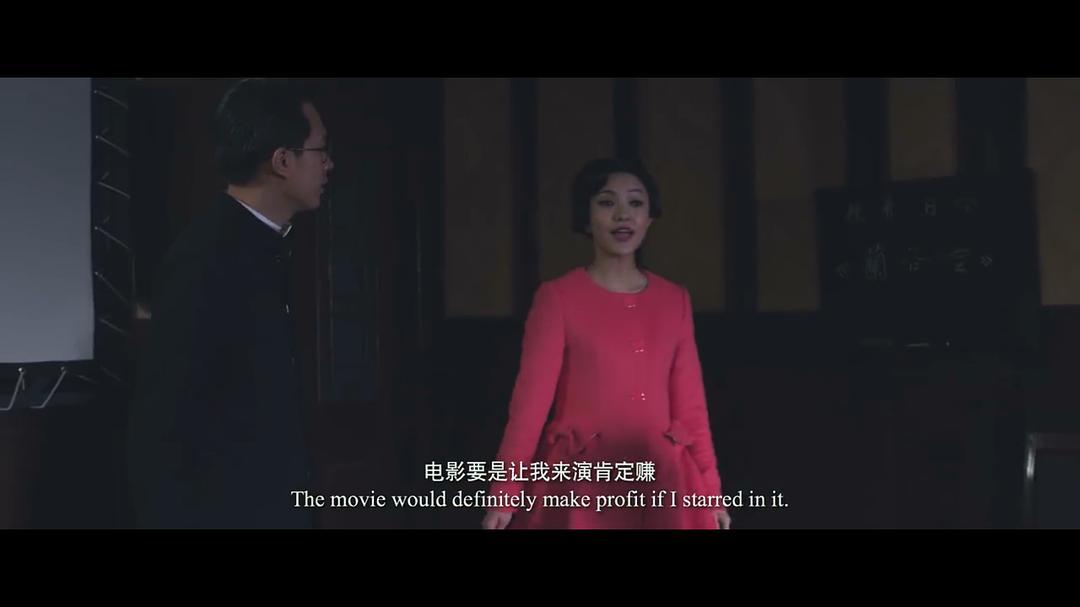 电影要是让我来演肯定赚
The movie would definitely make profit if I starred in it.